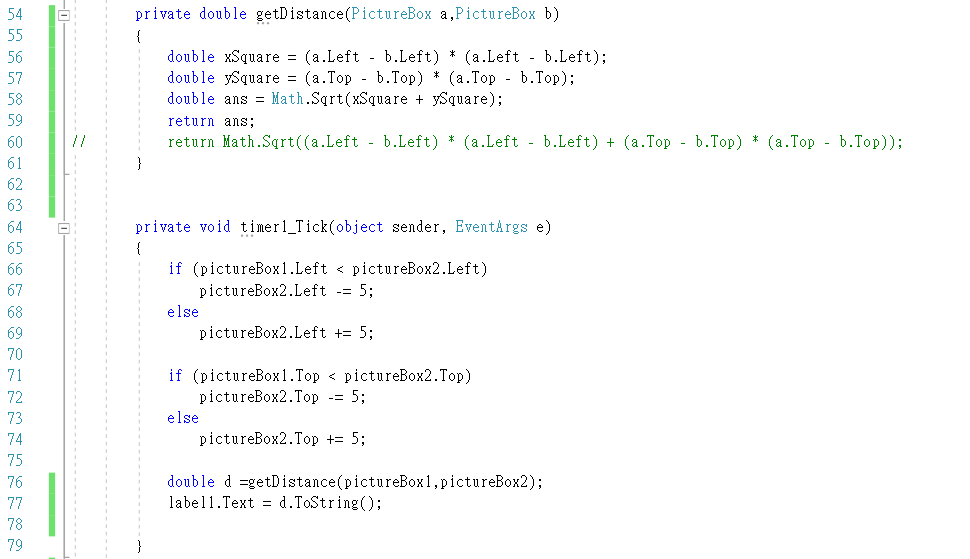 54 private double getDistance(PictureBox a,PictureBox b)
55 {
56 double xSquare = (a.Left - b.Left) * (a.Left - b.Left);
57 double ySquare = (a.Top - b.Top) * (a.Top - b.Top);
58 double ans = Math.Sqrt(xSquare + ySquare);
59 return ans;
60 // return Math.Sqrt((a.Left - b.Left) * (a.Left - b.Left) + (a.Top - b.Top) * (a.Top - b.Top));
61 }
62
63
64 private void timer1_Tick(object sender, EventArgs e)
65 {
66 if (pictureBox1.Left < pictureBox2.Left)
67 pictureBox2.Left -= 5;
68 else
69 pictureBox2.Left += 5;
70
71 if (pictureBox1.Top < pictureBox2.Top)
72 pictureBox2.Top -= 5;
73 else
74 pictureBox2.Top += 5;
75
76 double d =getDistance(pictureBox1,pictureBox2);
77 label1.Text = d.ToString();
78
79 }